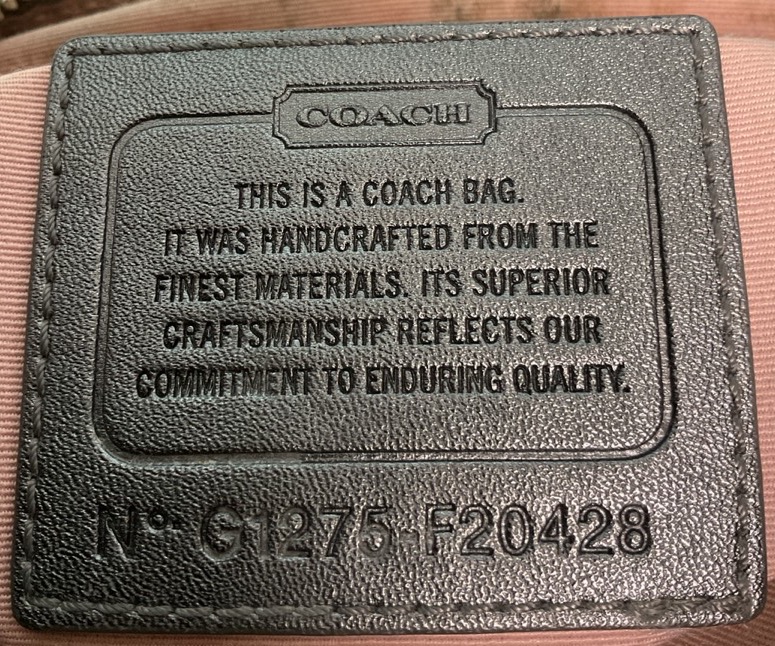 COACH
THIS IS A COACH BAG.
IT WAS HANDCRAFTED FROM THE
FINEST MATERIALS. ITS SUPERIOR
CRAFTSMANSHIP REFLECTS OUR
COMMITMENT TO ENDURING QUALITY.
Nº G1275-F20428